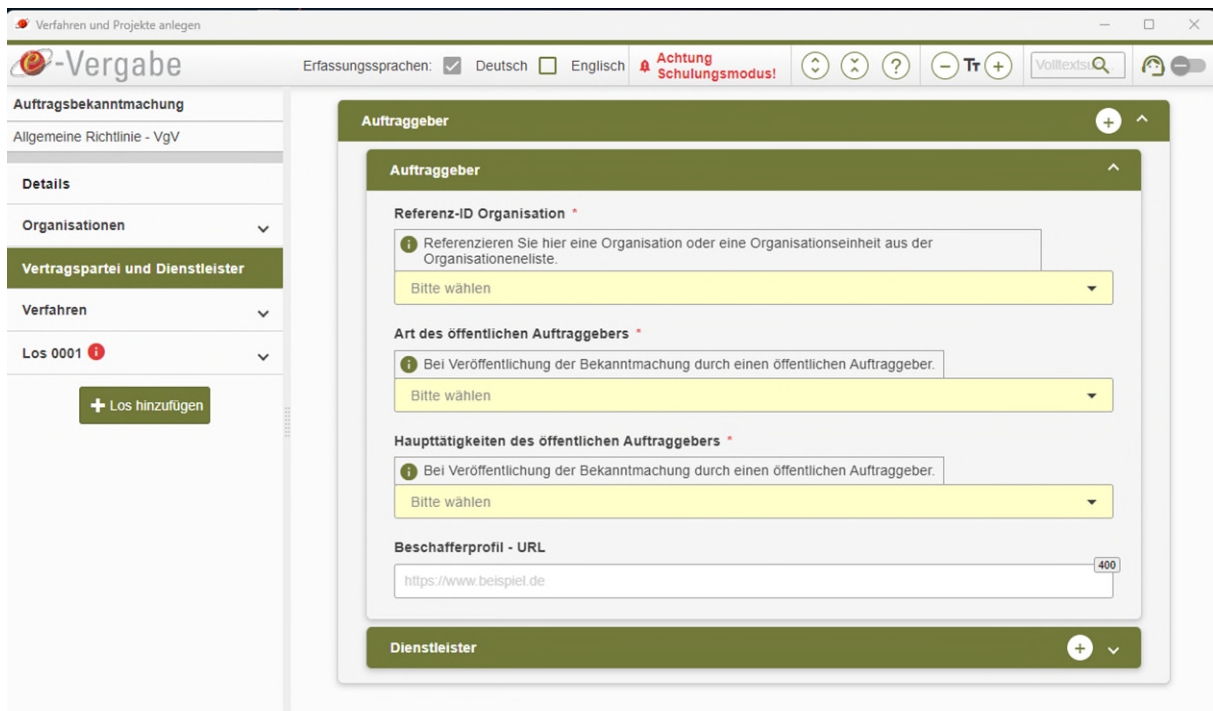 Verfahren und Projekte anlegen
e-Vergabe
Erfassungssprachen: Deutsch Englisch
Achtung
Schulungsmodus!
?
Tт
Volltextsu
Auftragsbekanntmachung
Allgemeine Richtlinie - VgV
Details
Organisationen
Vertragspartei und Dienstleister
Verfahren
Los 0001
+ Los hinzufügen
Auftraggeber
Auftraggeber
Referenz-ID Organisation *
Referenzieren Sie hier eine Organisation oder eine Organisationseinheit aus der
Organisationeneliste.
Bitte wählen
Art des öffentlichen Auftraggebers *
Bei Veröffentlichung der Bekanntmachung durch einen öffentlichen Auftraggeber.
Bitte wählen
Haupttätigkeiten des öffentlichen Auftraggebers *
Bei Veröffentlichung der Bekanntmachung durch einen öffentlichen Auftraggeber.
Bitte wählen
Beschafferprofil - URL
400
https://www.beispiel.de
Dienstleister